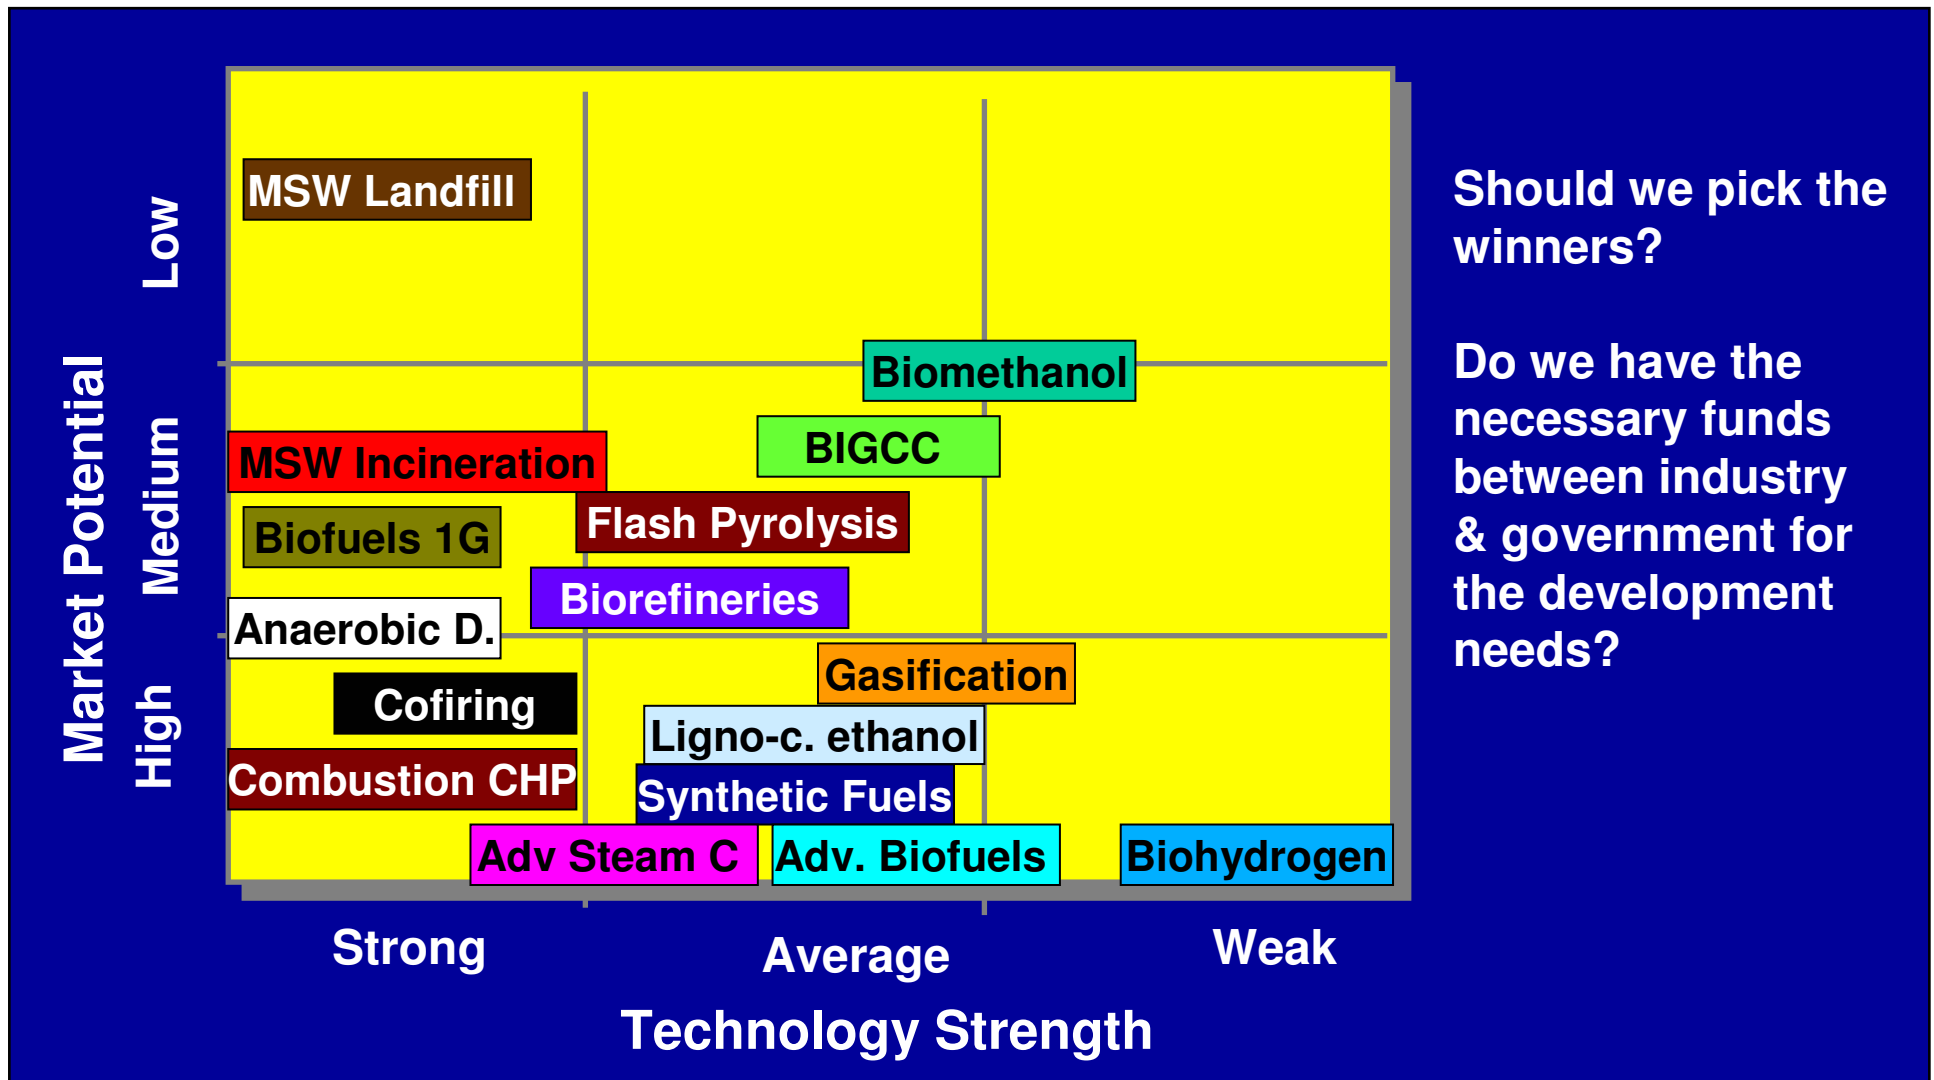 MSW Landfill
Biomethanol
BIGCC
MSW Incineration
Flash Pyrolysis
Biofuels 1G
Biorefineries
Anaerobic D.
Gasification
Cofiring
Ligno-c. ethanol
Combustion CHP
Synthetic Fuels
Adv Steam C
Adv. Biofuels
Biohydrogen
Market Potential
Low
Medium
High
Strong
Average
Weak
Technology Strength
Should we pick the
winners?
Do we have the
necessary funds
between industry
& government for
the development
needs?